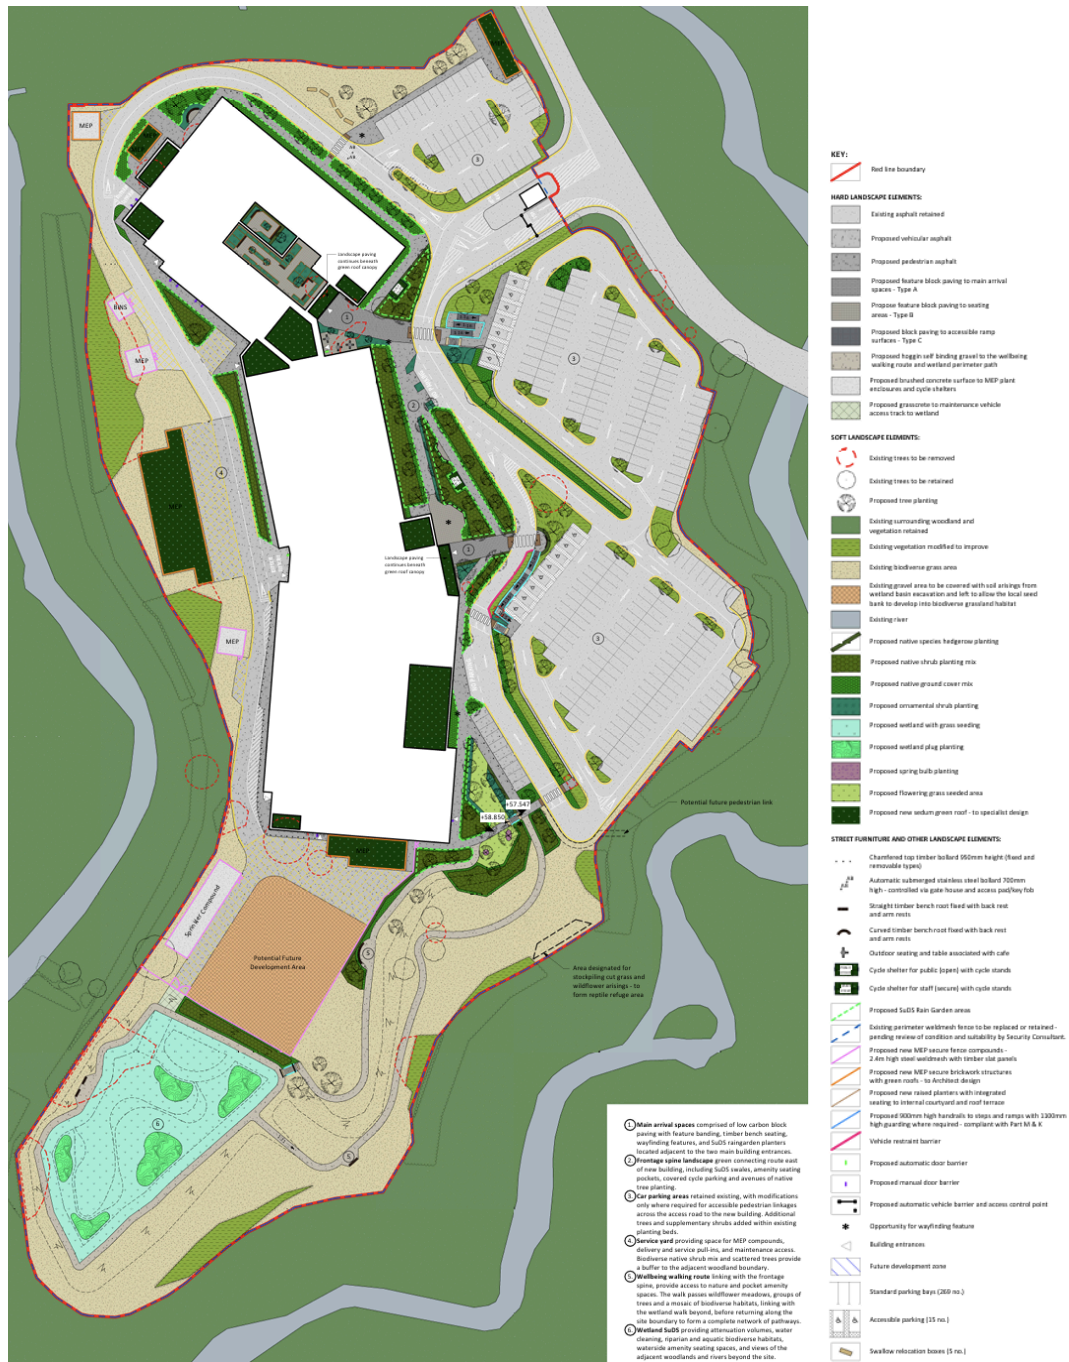 MEP
MEP
MEP
3
Landscape paving
continues beneath
green roof canopy
BINS
1
MEP
3
2
4
MEP
Landscape paving
continues beneath
green roof canopy
1
3
MEP
+57.547
+58.850
Potential future pedestrian link
MEP
Sprinkler Compound
Potential Future
Development Area
5
Area designated for
stockpiling cut grass and
wildflower arisings - to
form reptile refuge area
6
5
1 Main arrival spaces comprised of low carbon block
paving with feature banding, timber bench seating,
wayfinding features, and SuDS raingarden planters
located adjacent to the two main building entrances.
2 Frontage spine landscape green connecting route east
of new building, including SuDS swales, amenity seating
pockets, covered cycle parking and avenues of native
tree planting.
3 Car parking areas retained existing, with modifications
only where required for accessible pedestrian linkages
across the access road to the new building. Additional
trees and supplementary shrubs added within existing
planting beds.
4 Service yard providing space for MEP compounds,
delivery and service pull-ins, and maintenance access.
Biodiverse native shrub mix and scattered trees provide
a buffer to the adjacent woodland boundary.
5 Wellbeing walking route linking with the frontage
spine, provide access to nature and pocket amenity
spaces. The walk passes wildflower meadows, groups of
trees and a mosaic of biodiverse habitats, linking with
the wetland walk beyond, before returning along the
site boundary to form a complete network of pathways.
6 Wetland SuDS providing attenuation volumes, water
cleaning, riparian and aquatic biodiverse habitats,
waterside amenity seating spaces, and views of the
adjacent woodlands and rivers beyond the site.
KEY:
Red line boundary
HARD LANDSCAPE ELEMENTS:
Existing asphalt retained
Proposed vehicular asphalt
Proposed pedestrian asphalt
Proposed feature block paving to main arrival
spaces - Type A
Propose feature block paving to seating
areas - Type B
Proposed block paving to accessible ramp
surfaces - Type C
Proposed hoggin self binding gravel to the wellbeing
walking route and wetland perimeter path
Proposed brushed concrete surface to MEP plant
enclosures and cycle shelters
Proposed grasscrete to maintenance vehicle
access track to wetland
SOFT LANDSCAPE ELEMENTS:
Existing trees to be removed
Existing trees to be retained
Proposed tree planting
Existing surrounding woodland and
vegetation retained
Existing vegetation modified to improve
Existing biodiverse grass area
Existing gravel area to be covered with soil arisings from
wetland basin excavation and left to allow the local seed
bank to develop into biodiverse grassland habitat
Existing river
Proposed native species hedgerow planting
Proposed native shrub planting mix
Proposed native ground cover mix
Proposed ornamental shrub planting
Proposed wetland with grass seeding
Proposed wetland plug planting
Proposed spring bulb planting
Proposed flowering grass seeded area
Proposed new sedum green roof - to specialist design
STREET FURNITURE AND OTHER LANDSCAPE ELEMENTS:
Chamfered top timber bollard 950mm height (fixed and
removable types)
Automatic submerged stainless steel bollard 700mm
high - controlled via gate house and access pad/key fob
Straight timber bench root fixed with back rest
and arm rests
Curved timber bench root fixed with back rest
and arm rests
Outdoor seating and table associated with cafe
Cycle shelter for public (open) with cycle stands
Cycle shelter for staff (secure) with cycle stands
Proposed SuDS Rain Garden areas
Existing perimeter weldmesh fence to be replaced or retained -
pending review of condition and suitability by Security Consultant.
Proposed new MEP secure fence compounds -
2.4m high steel weldmesh with timber slat panels
Proposed new MEP secure brickwork structures
with green roofs - to Architect design
Proposed new raised planters with integrated
seating to internal courtyard and roof terrace
Proposed 900mm high handrails to steps and ramps with 1100mm
high guarding where required - compliant with Part M & K
Vehicle restraint barrier
Proposed automatic door barrier
Proposed manual door barrier
Proposed automatic vehicle barrier and access control point
Opportunity for wayfinding feature
Building entrances
Future development zone
Standard parking bays (269 no.)
Accessible parking (15 no.)
Swallow relocation boxes (5 no.)